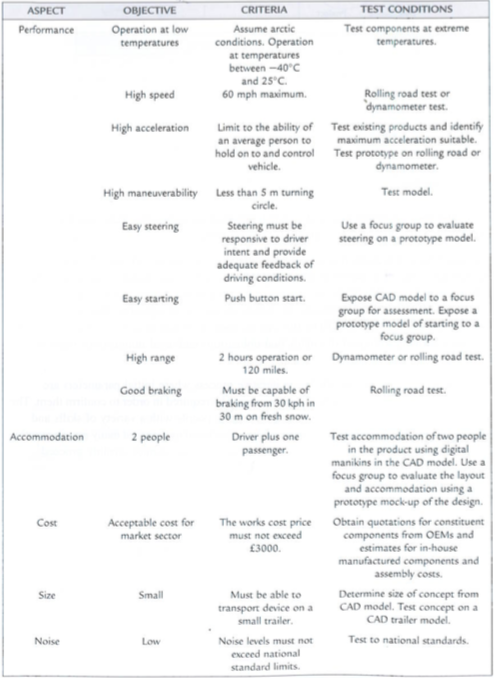 ASPECT OBJECTIVE CRITERIA TEST CONDITIONS
Performance Operation at low Assume arctic Test components at extreme
temperatures conditions. Operation temperatures.
at temperatures
between −40°C
and 25°C.
High speed 60 mph maximum. Rolling road test or
dynamometer test.
High acceleration Limit to the ability of Test existing products and identify
an average person to maximum acceleration suitable.
hold on to and control Test prototype on rolling road or
vehicle. dynamometer.
High maneuverability Less than 5 m turning Test model.
circle.
Easy steering Steering must be Use a focus group to evaluate
responsive to driver steering on a prototype model.
intent and provide
adequate feedback of
driving conditions.
Easy starting Push button start. Expose CAD model to a focus
group for assessment. Expose a
prototype model of starting to a
focus group.
High range 2 hours operation or Dynamometer or rolling road test.
120 miles.
Good braking Must be capable of Rolling road test.
braking from 30 kph in
30 m on fresh snow.
Accommodation 2 people Driver plus one Test accommodation of two people
passenger. in the product using digital
manikins in the CAD model. Use a
focus group to evaluate the layout
and accommodation using a
prototype mock-up of the design.
Cost Acceptable cost for The works cost price Obtain quotations for constituent
market sector must not exceed components from OEMs and
£3000. estimates for in-house
manufactured components and
assembly costs.
Size Small Must be able to Determine size of concept from
transport device on a CAD model. Test concept on a
small trailer. CAD trailer model.
Noise Low Noise levels must not Test to national standards.
exceed national
standard limits.